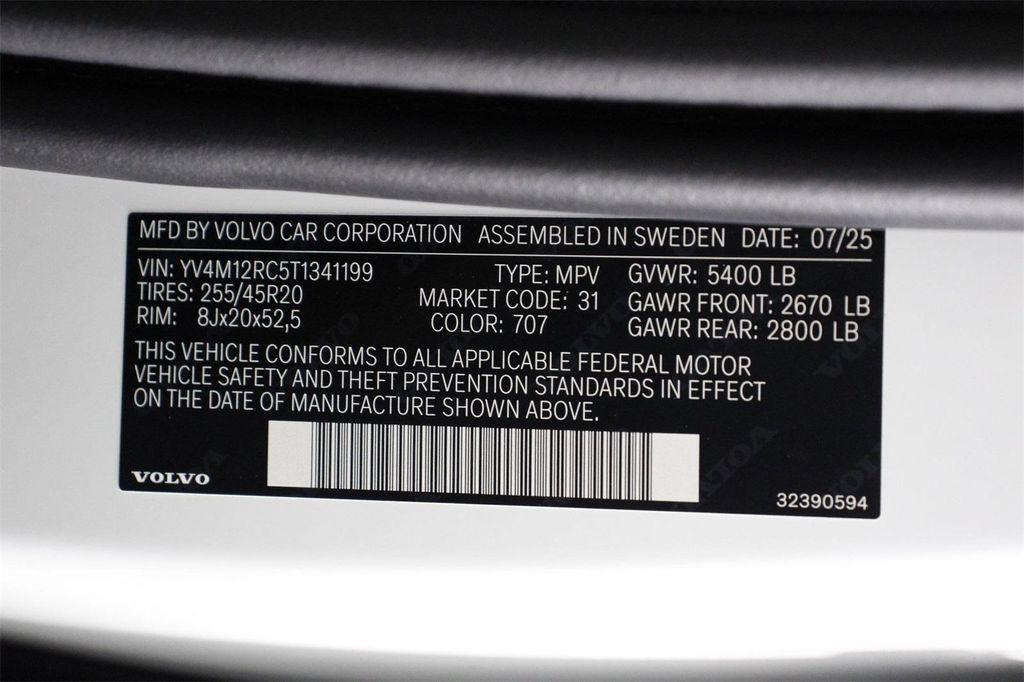 MFD BY VOLVO CAR CORPORATION ASSEMBLED IN SWEDEN DATE: 07/25
VIN: YV4M12RC5T1341199 TYPE: MPV GVWR: 5400 LB
TIRES: 255/45R20 MARKET CODE: 31 GAWR FRONT: 2670 LB
RIM: 8Jx20x52,5 COLOR: 707 GAWR REAR: 2800 LB
THIS VEHICLE CONFORMS TO ALL APPLICABLE FEDERAL MOTOR
VEHICLE SAFETY AND THEFT PREVENTION STANDARDS IN EFFECT
ON THE DATE OF MANUFACTURE SHOWN ABOVE.
VOLVO
32390594